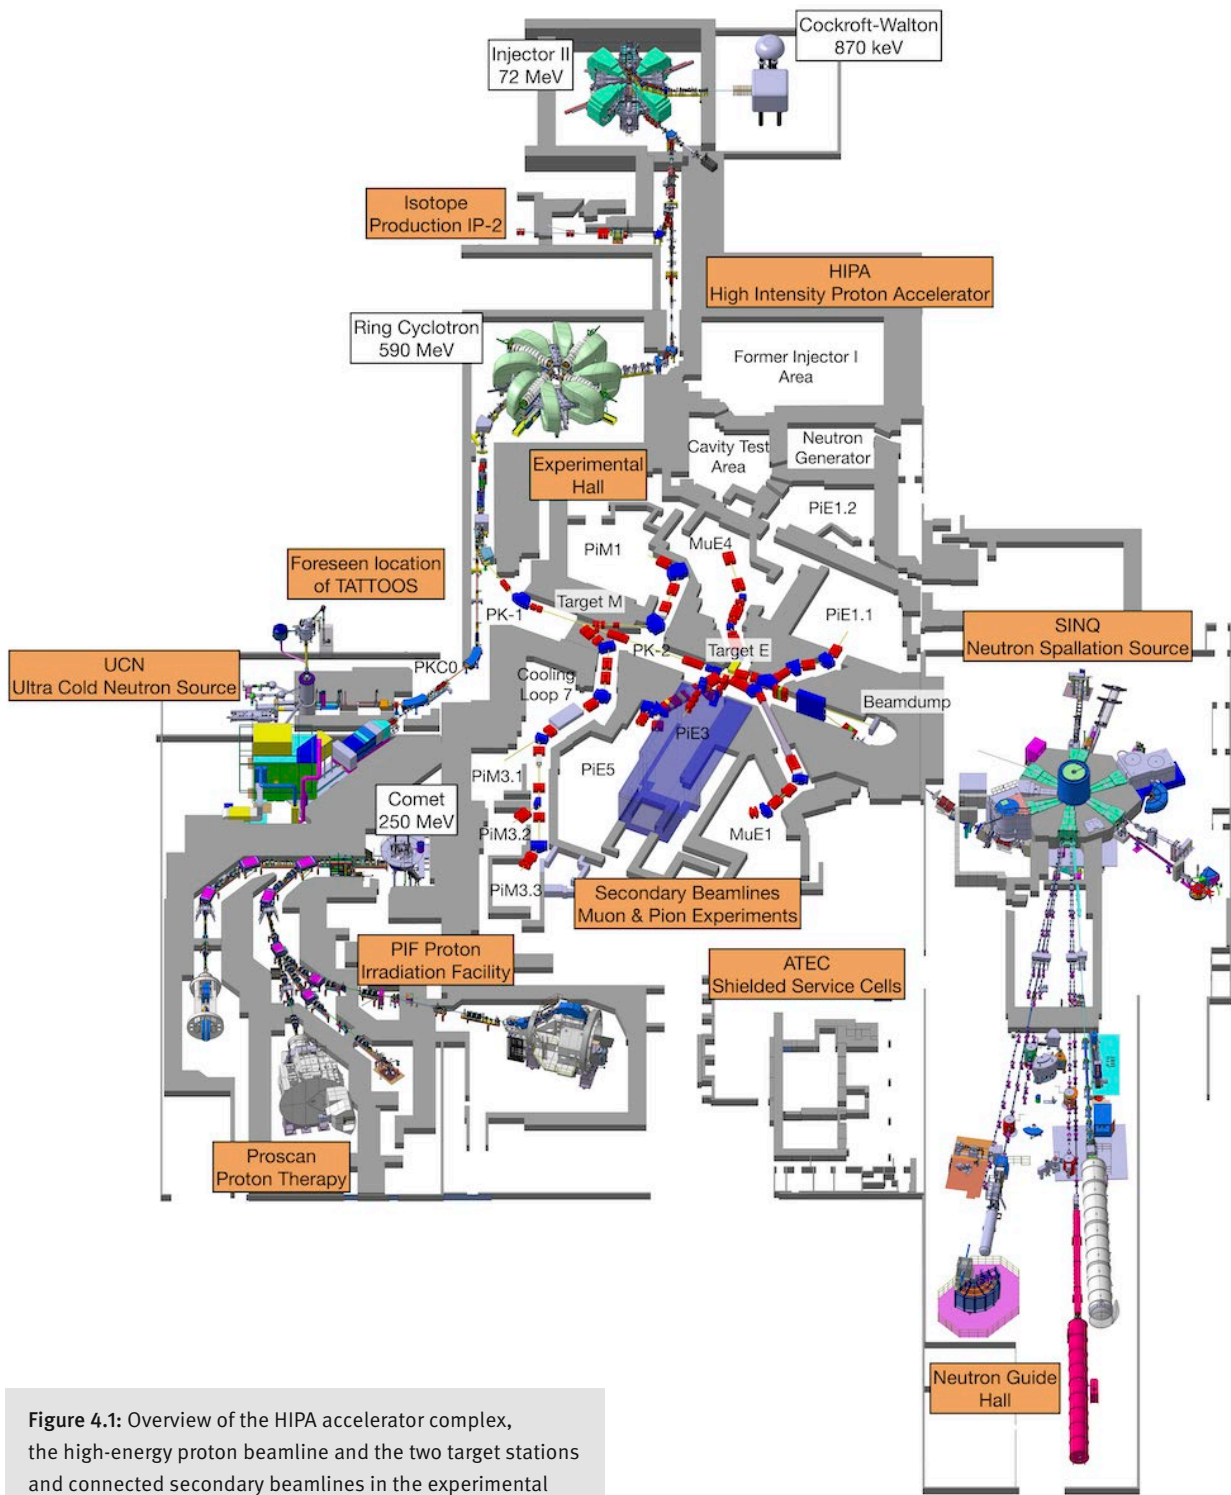 Cockroft-Walton
870 keV
Injector II
72 MeV
Isotope
Production IP-2
HIPA
High Intensity Proton Accelerator
Ring Cyclotron
590 MeV
Former Injector I
Area
Cavity Test
Area
Neutron
Generator
Experimental
Hall
PiE1.2
PiM1
MuE4
Foreseen location
of TATTOOS
Target M
PK-1
PiE1.1
SINQ
Neutron Spallation Source
PK-2
Target E
UCN
Ultra Cold Neutron Source
PKC0
Cooling
Loop 7
Beamdump
PiE3
PiM3.1
PiE5
Comet
250 MeV
PiM3.2
MuE1
PiM3.3
Secondary Beamlines
Muon & Pion Experiments
PIF Proton
Irradiation Facility
ATEC
Shielded Service Cells
Proscan
Proton Therapy
Neutron Guide
Hall
Figure 4.1: Overview of the HIPA accelerator complex,
the high-energy proton beamline and the two target stations
and connected secondary beamlines in the experimental